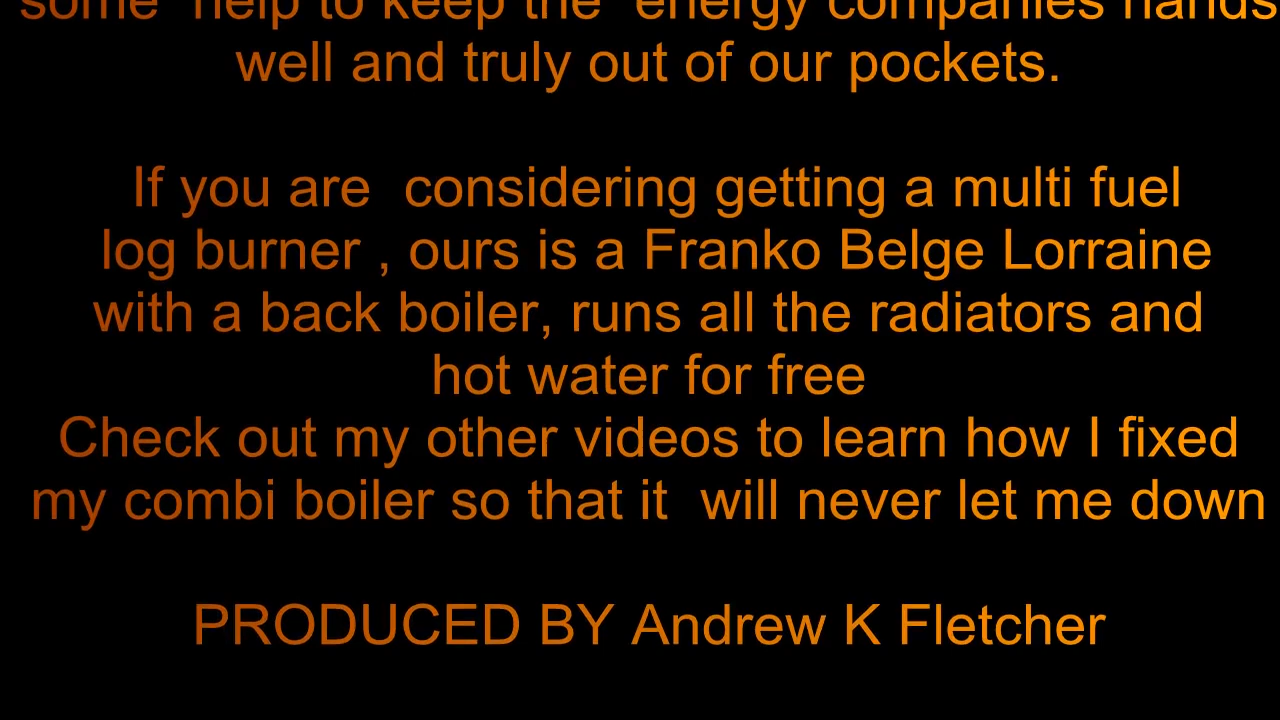 some help to keep the energy companies hands
well and truly out of our pockets.
If you are considering getting a multi fuel
log burner , ours is a Franko Belge Lorraine
with a back boiler, runs all the radiators and
hot water for free
Check out my other videos to learn how I fixed
my combi boiler so that it will never let me down
PRODUCED BY Andrew K Fletcher